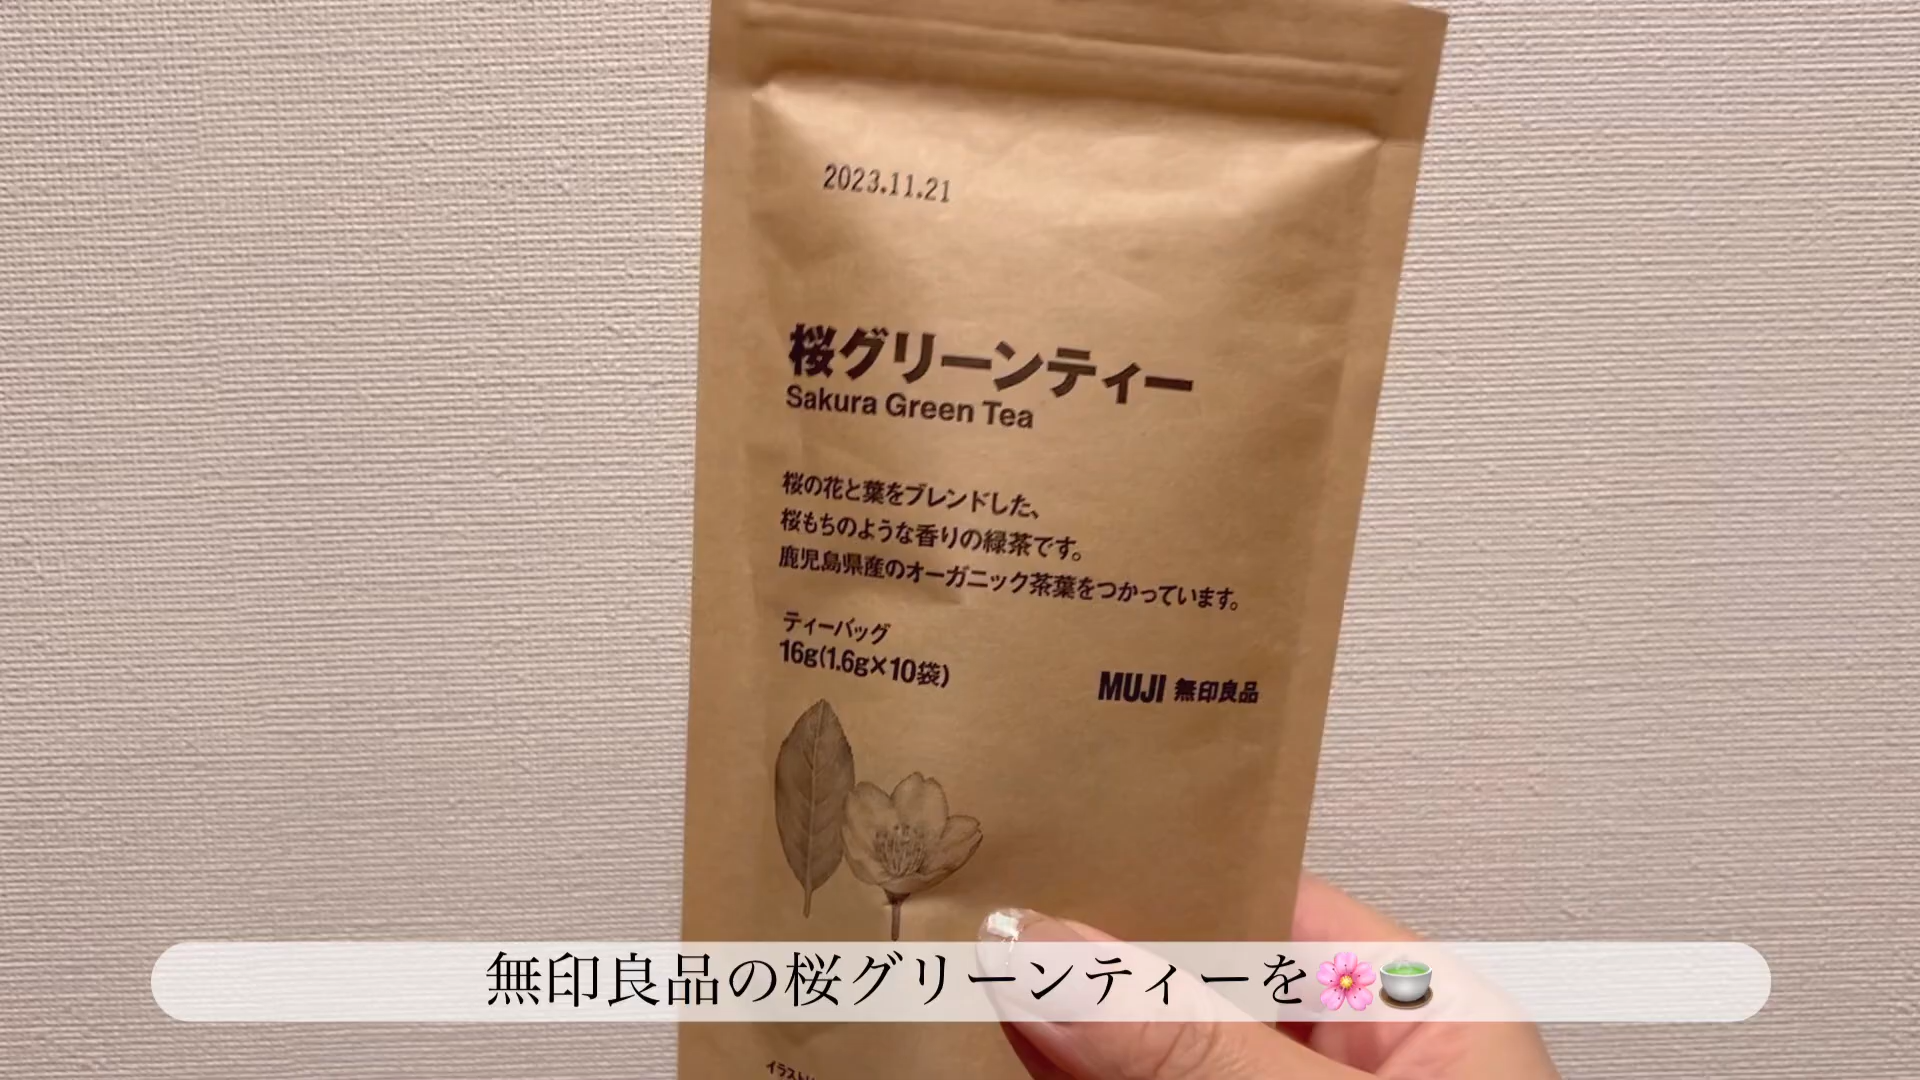 2023.11.21
桜グリーンティー
Sakura Green Tea
桜の花と葉をブレンドした、
桜もちのような香りの緑茶です。
鹿児島県産のオーガニック茶葉をつかっています。
ティーバッグ
16g(1.6g×10袋)
MUJI 無印良品
無印良品の桜グリーンティーを🌸🍵